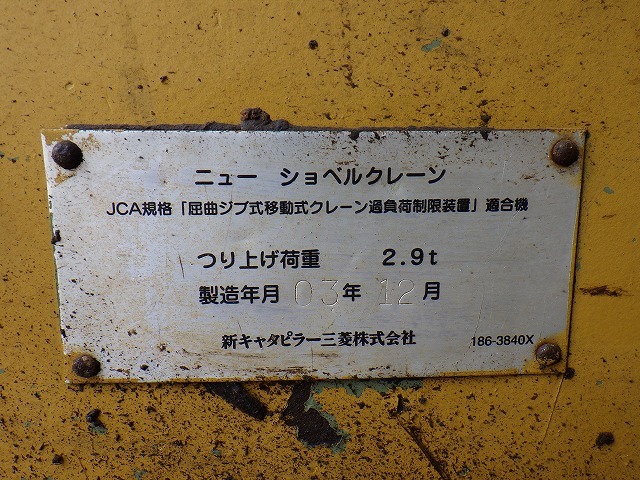 ニュー ショベルクレーン
JCA規格「屈曲ジブ式移動式クレーン過負荷制限装置」適合機
つり上げ荷重 2.9t
製造年月 03年 12月
新キャタピラー三菱株式会社 186-3840X